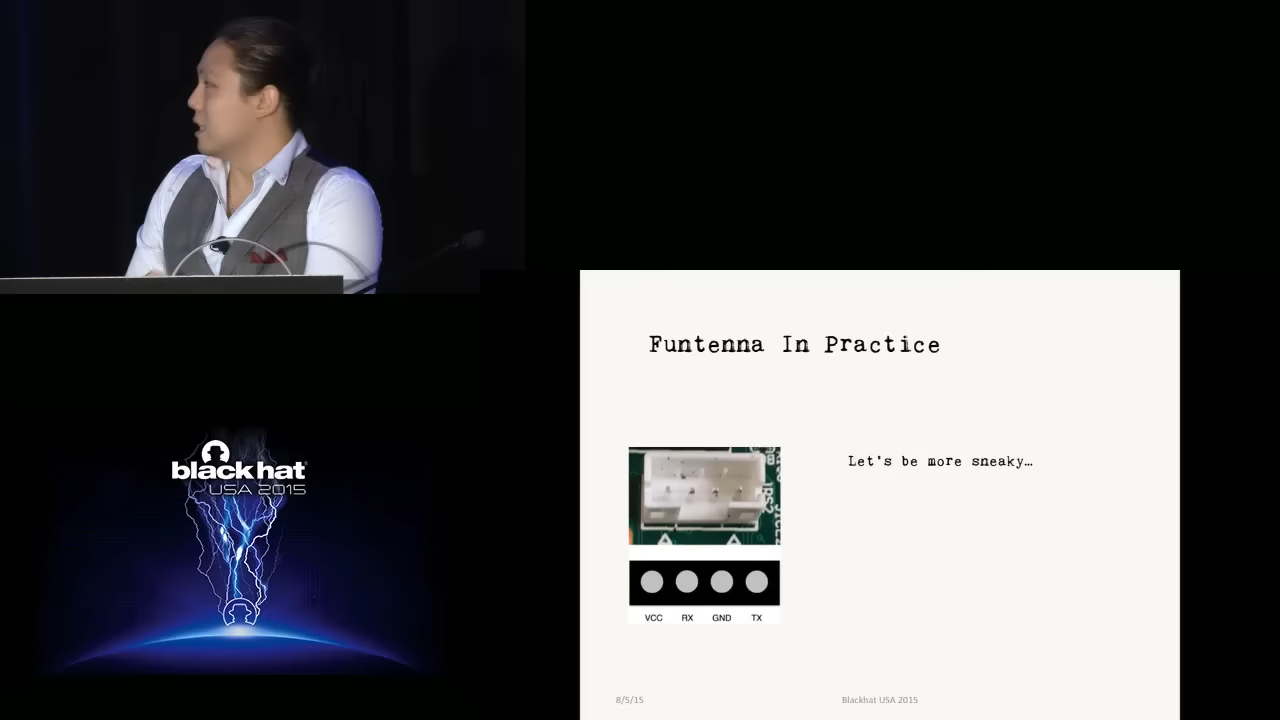 Funtenna In Practice
Let's be more sneaky…
VCC RX GND TX
8/5/15 Blackhat USA 2015
black hat
USA 2015